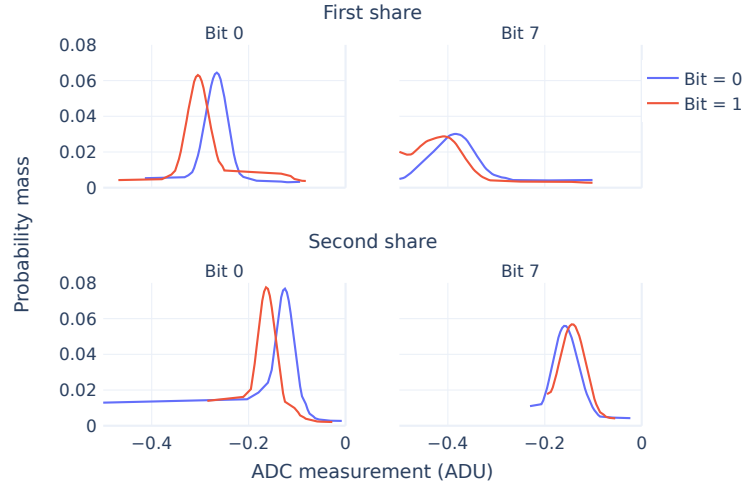 First share
Bit 0
Bit 7
0.08
0.06
0.04
0.02
0
−0.4
−0.2
0
−0.4
−0.2
0
Bit = 0
Bit = 1
Probability mass
Second share
Bit 0
Bit 7
0.08
0.06
0.04
0.02
0
ADC measurement (ADU)